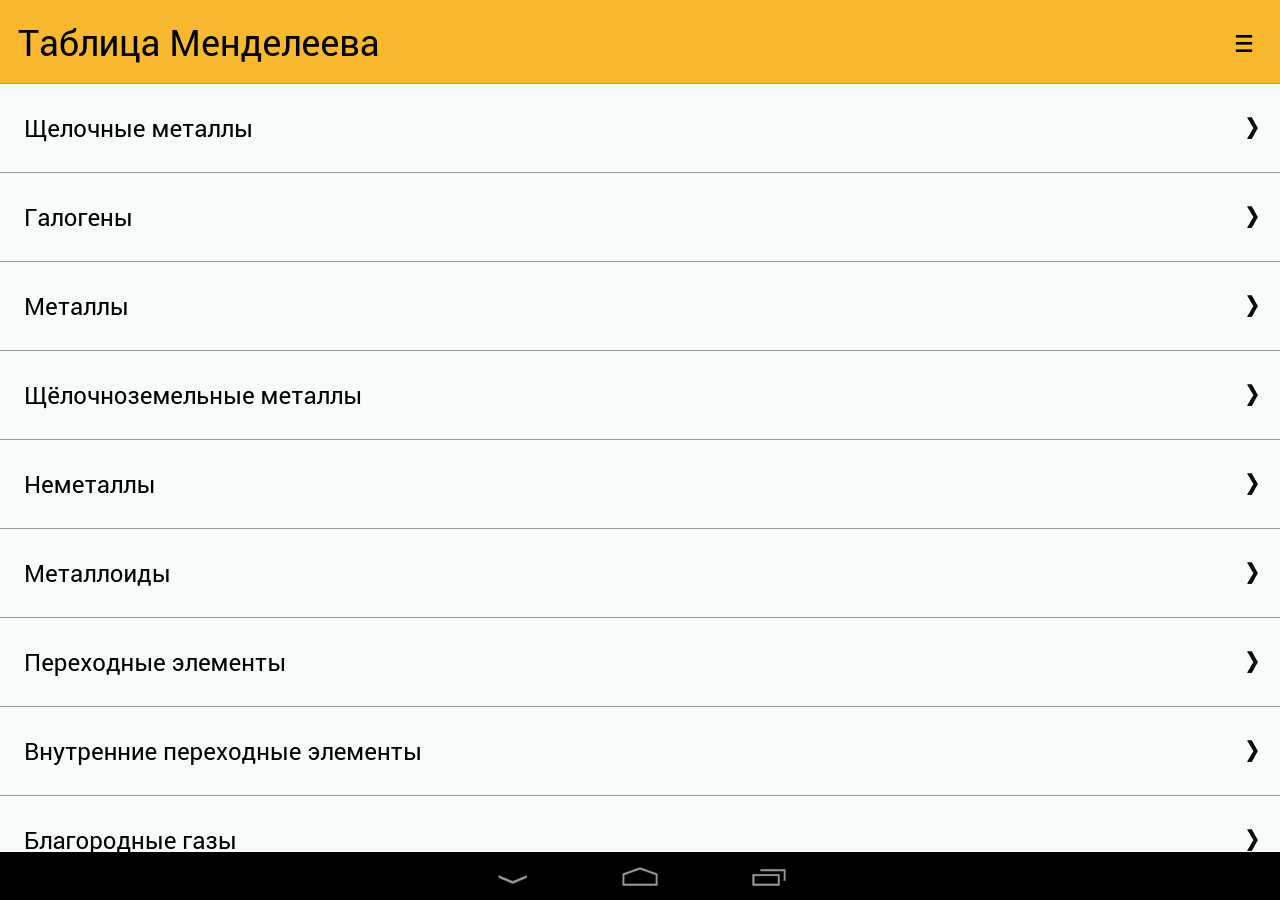 Таблица Менделеева
Щелочные металлы
Галогены
Металлы
Щёлочноземельные металлы
Неметаллы
Металлоиды
Переходные элементы
Внутренние переходные элементы
Благородные газы